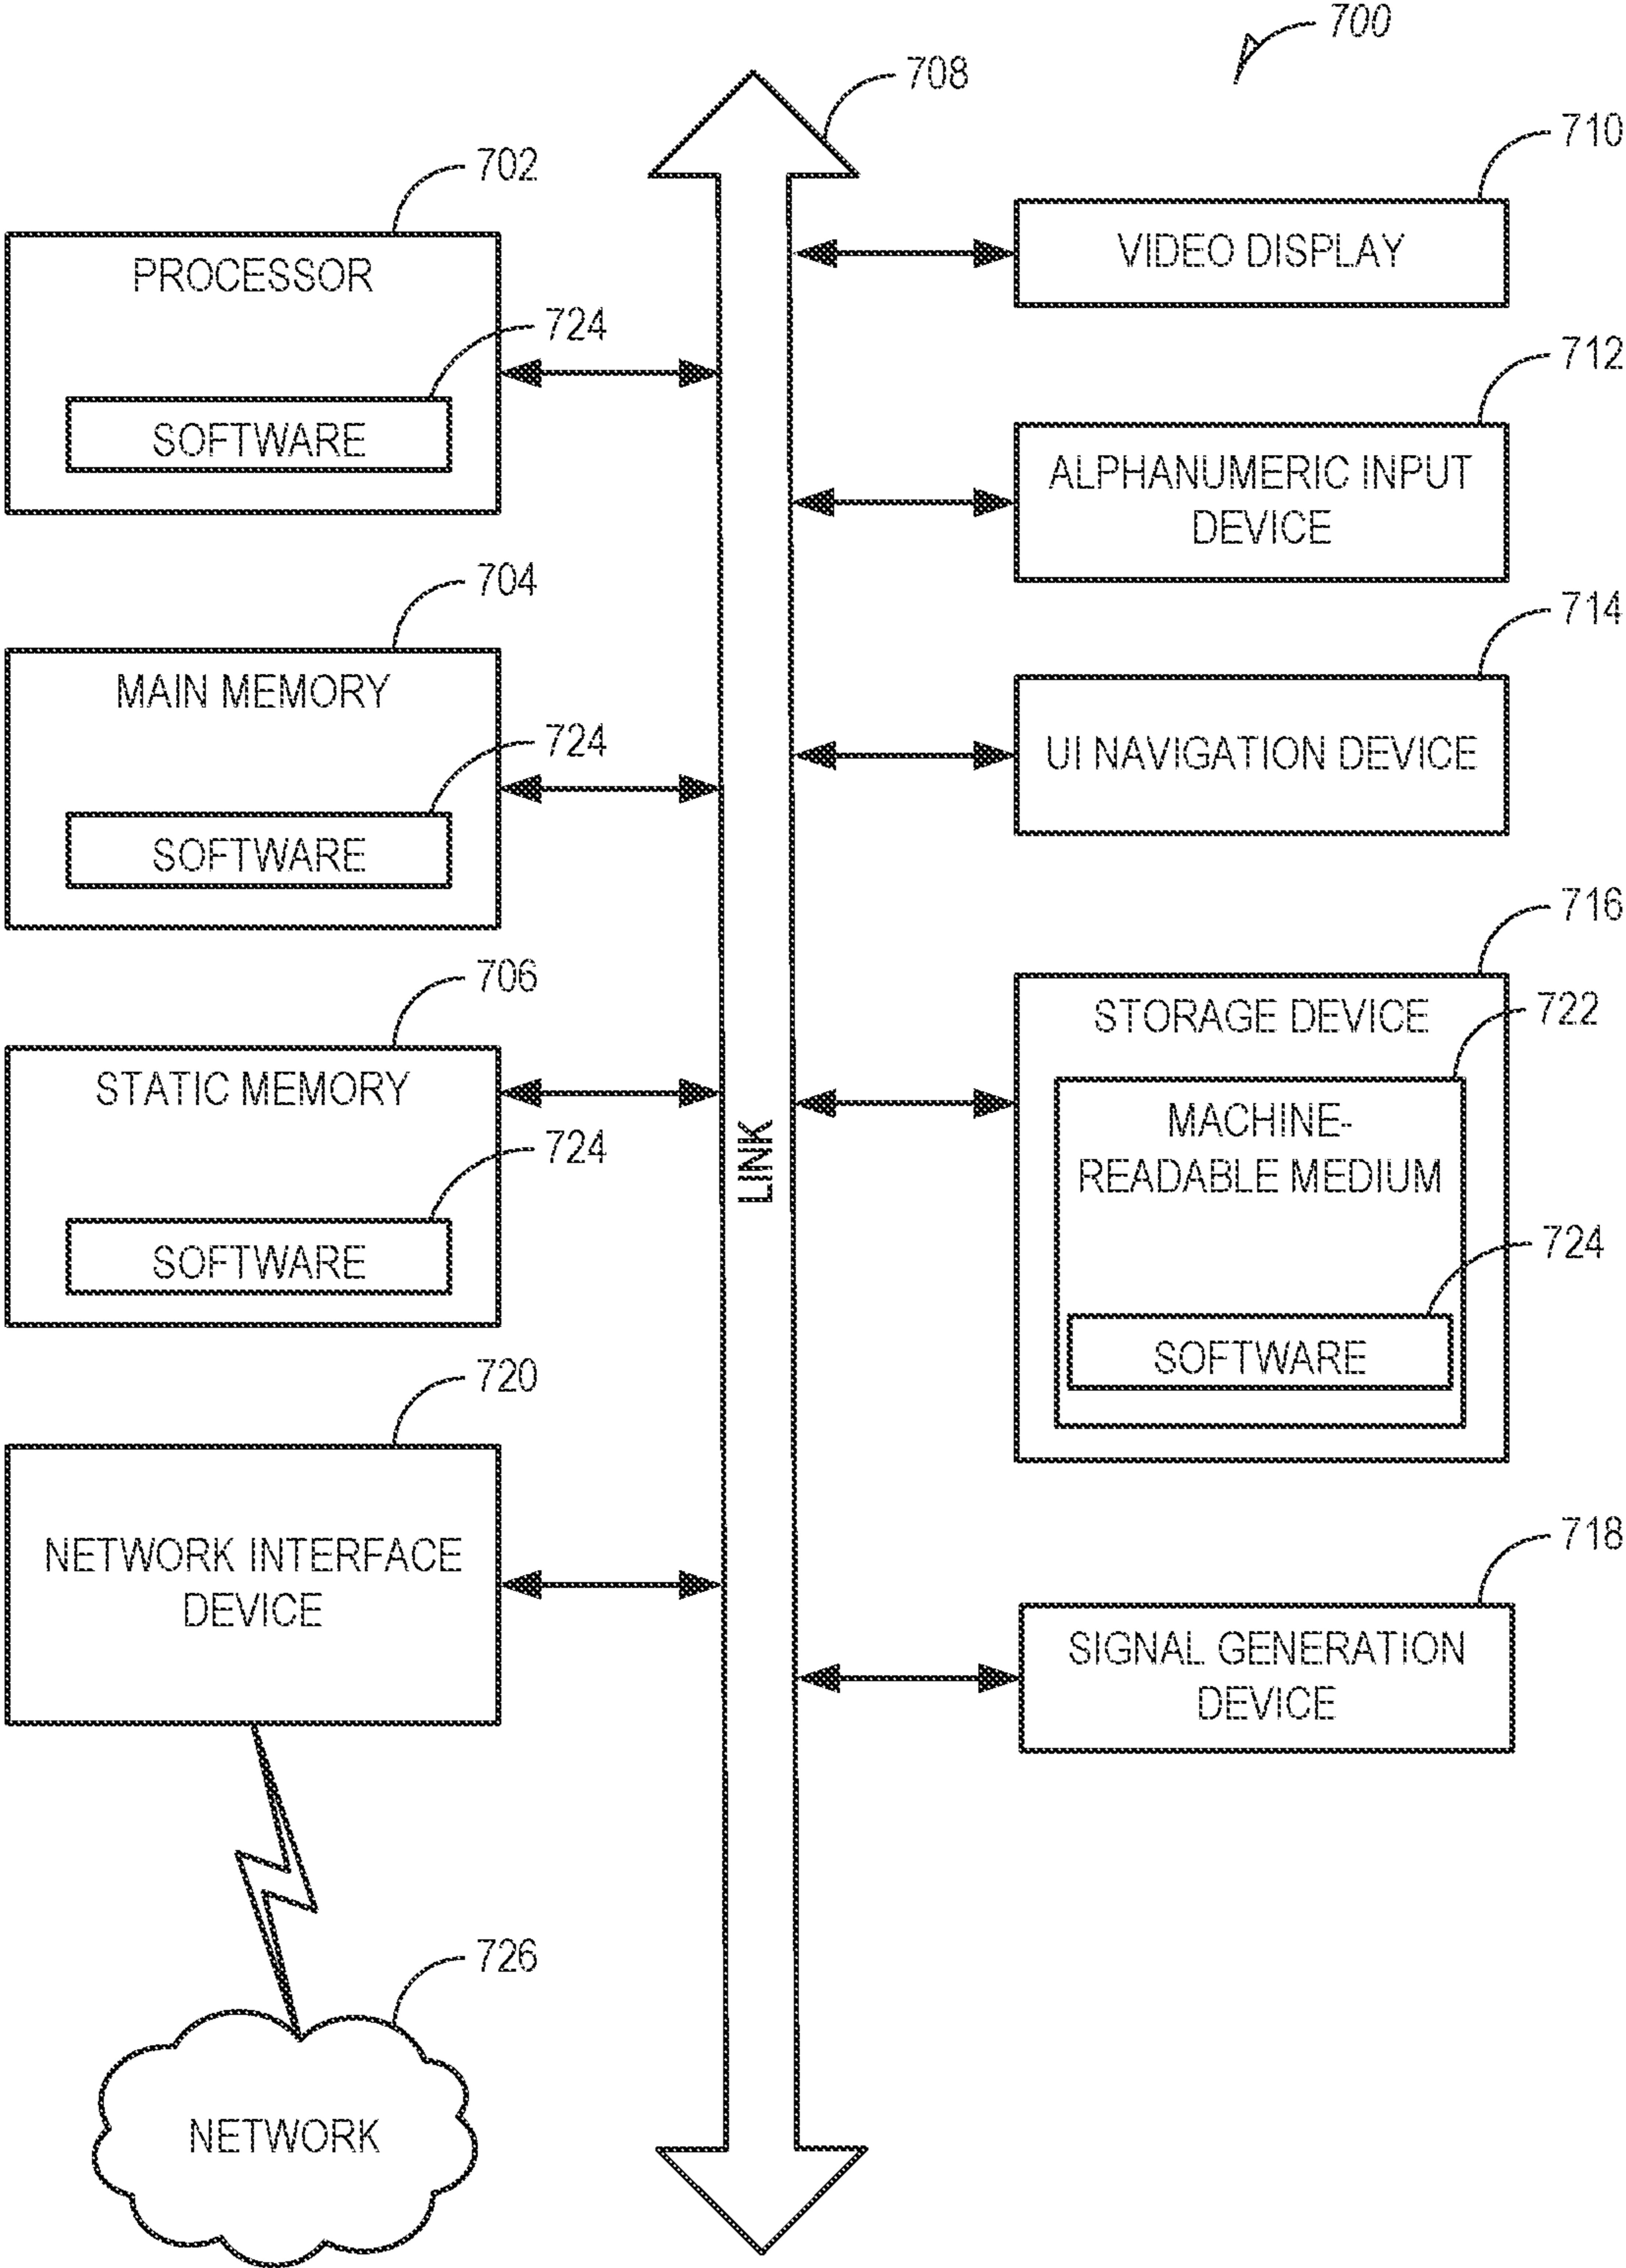 700
708
702
PROCESSOR
724
SOFTWARE
704
MAIN MEMORY
724
SOFTWARE
706
STATIC MEMORY
724
SOFTWARE
720
NETWORK INTERFACE
DEVICE
726
NETWORK
LINK
710
VIDEO DISPLAY
712
ALPHANUMERIC INPUT
DEVICE
714
UI NAVIGATION DEVICE
716
STORAGE DEVICE
722
MACHINE-
READABLE MEDIUM
724
SOFTWARE
718
SIGNAL GENERATION
DEVICE